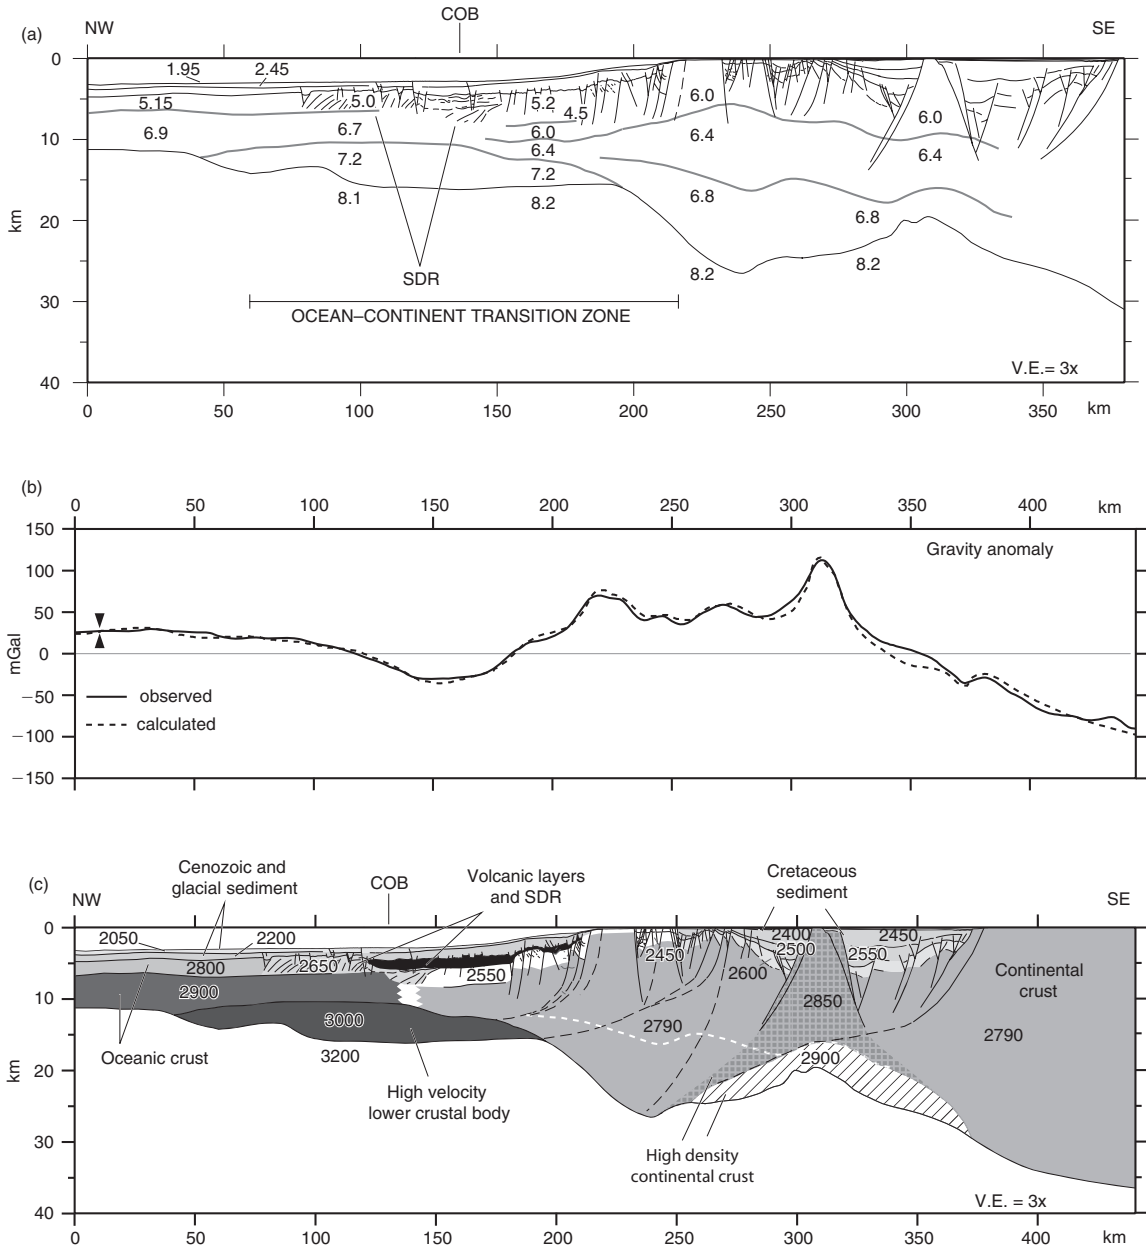 (a)
NW
COB
SE
0
1.95
2.45
5.15
5.0
5.2
4.5
6.0
6.0
6.9
6.7
6.0
6.4
6.4
6.4
7.2
7.2
8.1
8.2
6.8
6.8
8.2
8.2
10
20
30
40
km
SDR
OCEAN–CONTINENT TRANSITION ZONE
V.E.= 3x
0 50 100 150 200 250 300 350 km
(b)
0 50 100 150 200 250 300 350 400 km
150
100
50
0
−50
−100
−150
mGal
Gravity anomaly
observed
calculated
(c)
NW
Cenozoic and
glacial sediment
COB
Volcanic layers
and SDR
Cretaceous
sediment
SE
0
10
20
30
40
km
2050
2200
2800
2650
2550
2450
2400
2500
2550
2450
2600
2900
2850
3000
2790
2790
3200
2900
Continental
crust
Oceanic crust
High velocity
lower crustal body
High density
continental crust
V.E. = 3x
0 50 100 150 200 250 300 350 400 km